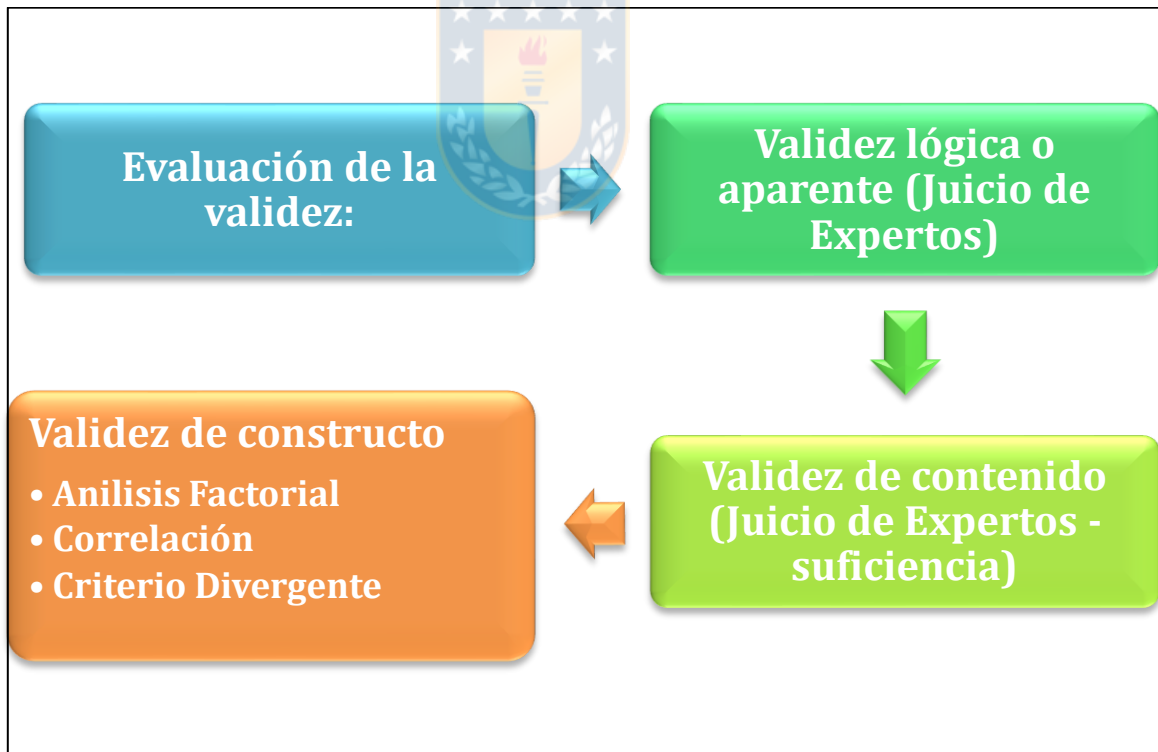 Evaluación de la
validez:
Validez lógica o
aparente (Juicio de
Expertos)
Validez de contenido
(Juicio de Expertos -
suficiencia)
Validez de constructo
• Anilisis Factorial
• Correlación
• Criterio Divergente